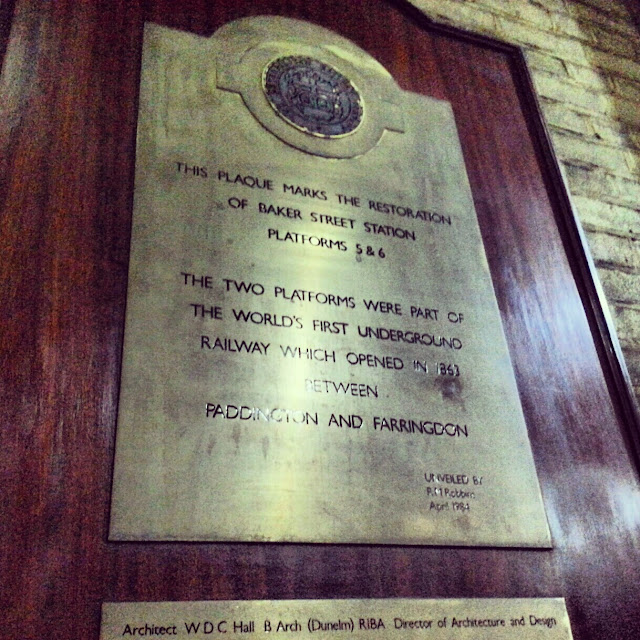 THIS PLAQUE MARKS THE RESTORATION
OF BAKER STREET STATION
PLATFORMS 5 & 6
THE TWO PLATFORMS WERE PART OF
THE WORLD'S FIRST UNDERGROUND
RAILWAY WHICH OPENED IN 1863
BETWEEN
PADDINGTON AND FARRINGDON
UNVEILED BY
R M Robbins
April 1984
Architect W D C Hall B Arch (Dunelm) RIBA Director of Architecture and Design